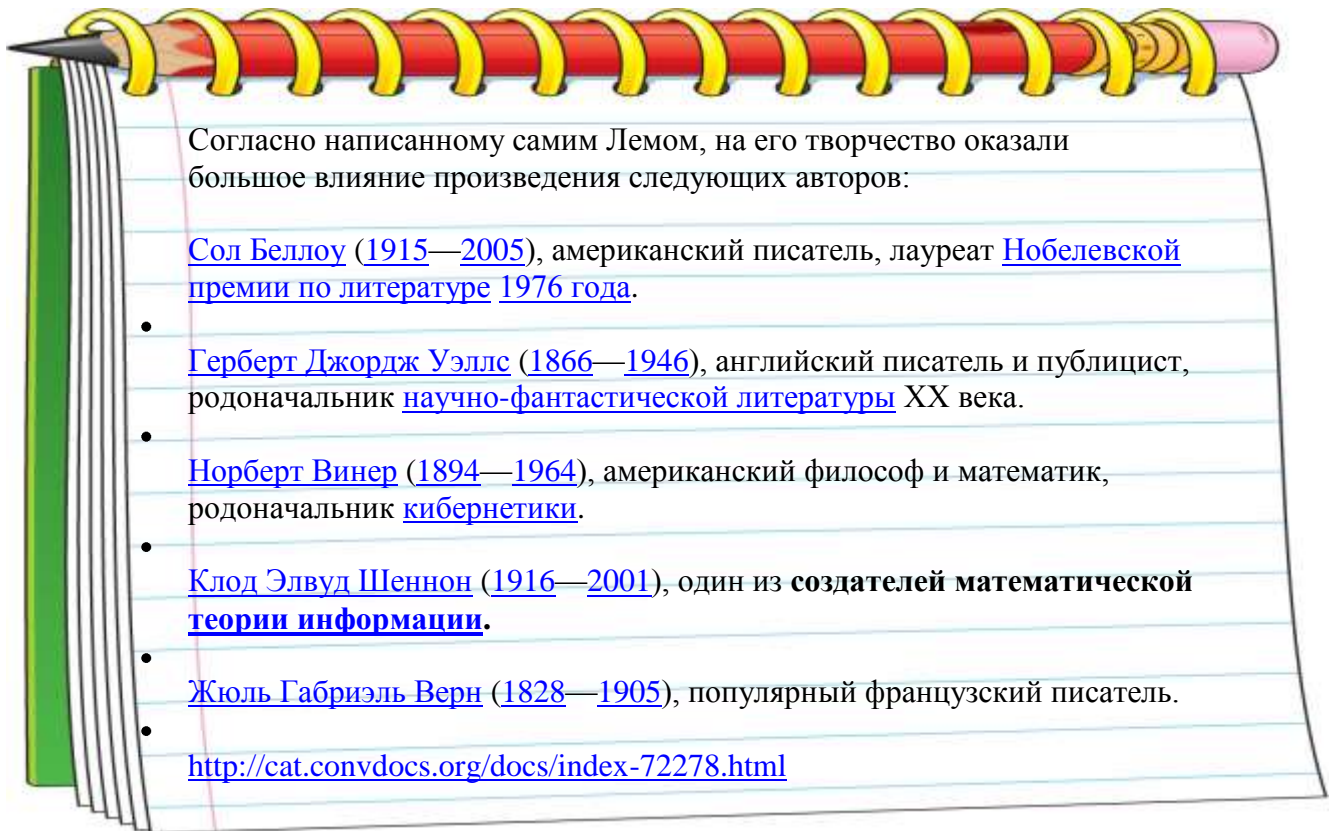 Согласно написанному самим Лемом, на его творчество оказали
большое влияние произведения следующих авторов:
Сол Беллоу (1915—2005), американский писатель, лауреат Нобелевской
премии по литературе 1976 года.
•
Герберт Джордж Уэллс (1866—1946), английский писатель и публицист,
родоначальник научно-фантастической литературы XX века.
•
Норберт Винер (1894—1964), американский философ и математик,
родоначальник кибернетики.
•
Клод Элвуд Шеннон (1916—2001), один из создателей математической
теории информации.
•
Жюль Габриэль Верн (1828—1905), популярный французский писатель.
•
http://cat.convdocs.org/docs/index-72278.html